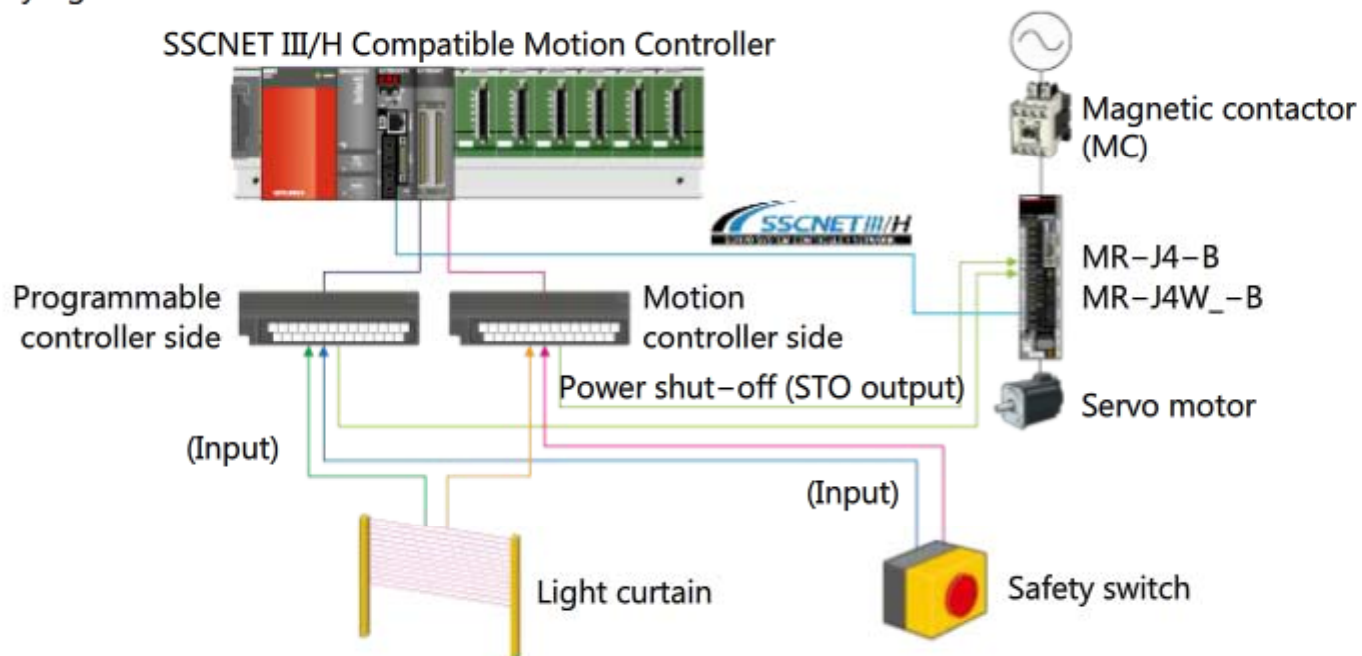 SSCNET III/H Compatible Motion Controller
Magnetic contactor
(MC)
SSCNET III/H
MR-J4-B
MR-J4W_-B
Programmable
controller side
Motion
controller side
Power shut-off (STO output)
Servo motor
(Input)
(Input)
Light curtain
Safety switch